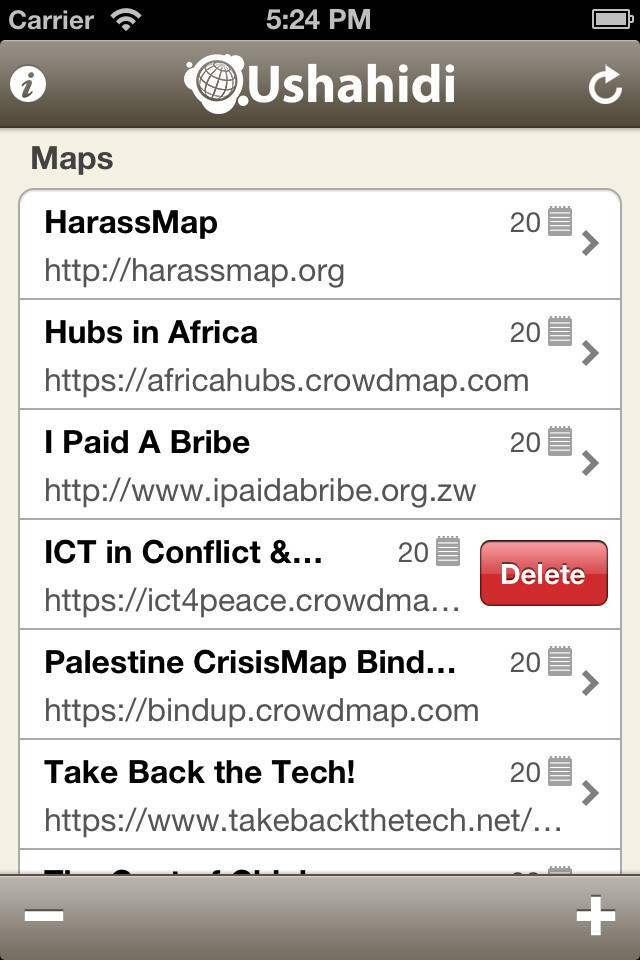 Carrier 5:24 PM
Ushahidi
Maps
HarassMap 20
http://harassmap.org
Hubs in Africa 20
https://africahubs.crowdmap.com
I Paid A Bribe 20
http://www.ipaidabribe.org.zw
ICT in Conflict &... 20
https://ict4peace.crowdma...
Delete
Palestine CrisisMap Bind... 20
https://bindup.crowdmap.com
Take Back the Tech! 20
https://www.takebackthetech.net/...